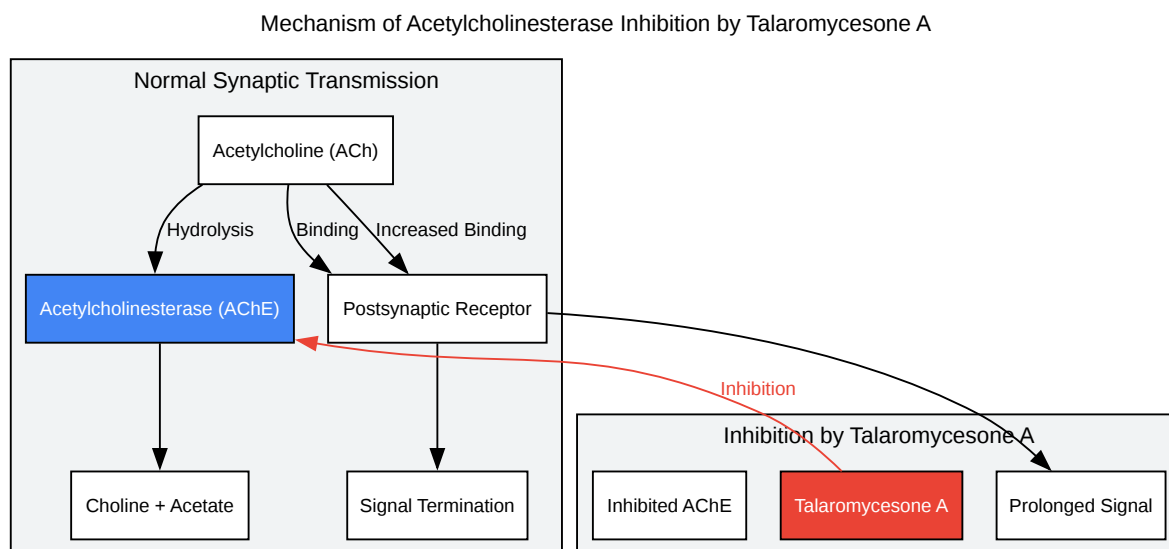 Mechanism of Acetylcholinesterase Inhibition by Talaromycesone A
Normal Synaptic Transmission
Acetylcholine (ACh)
Hydrolysis
Binding
Increased Binding
Acetylcholinesterase (AChE)
Postsynaptic Receptor
Inhibition
Inhibition by Talaromycesone A
Choline + Acetate
Signal Termination
Inhibited AChE
Talaromycesone A
Prolonged Signal